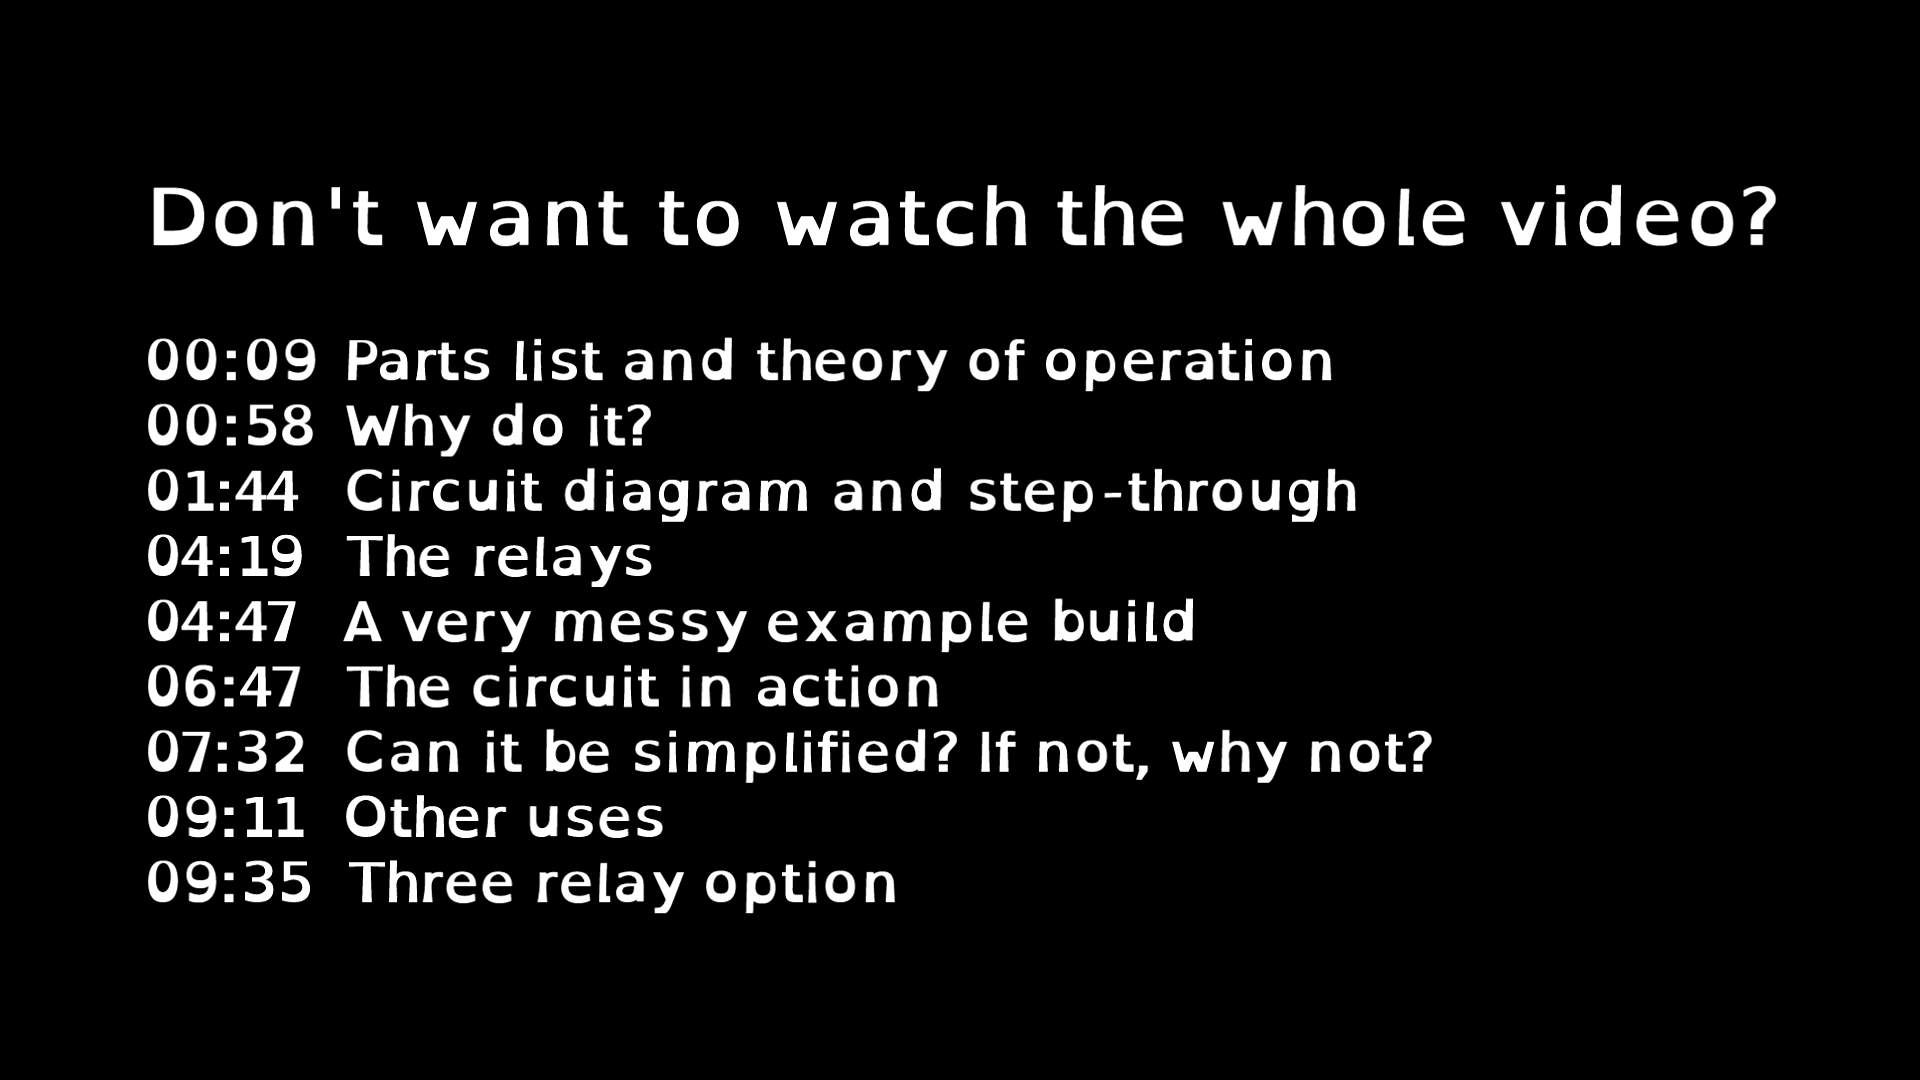 Don't want to watch the whole video?
00:09 Parts list and theory of operation
00:58 Why do it?
01:44 Circuit diagram and step-through
04:19 The relays
04:47 A very messy example build
06:47 The circuit in action
07:32 Can it be simplified? If not, why not?
09:11 Other uses
09:35 Three relay option